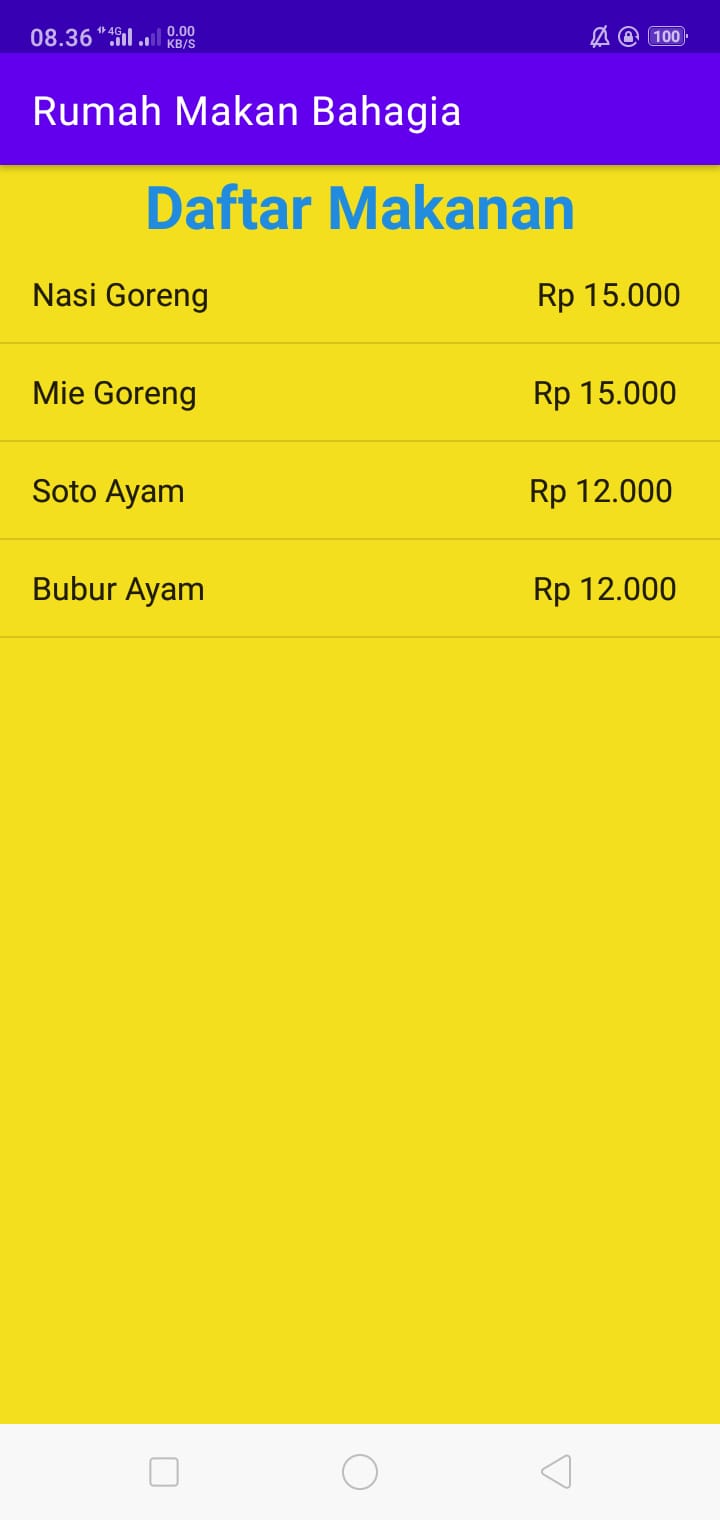 08.36 4G 0.00 KB/S 100
Rumah Makan Bahagia
Daftar Makanan
Nasi Goreng Rp 15.000
Mie Goreng Rp 15.000
Soto Ayam Rp 12.000
Bubur Ayam Rp 12.000